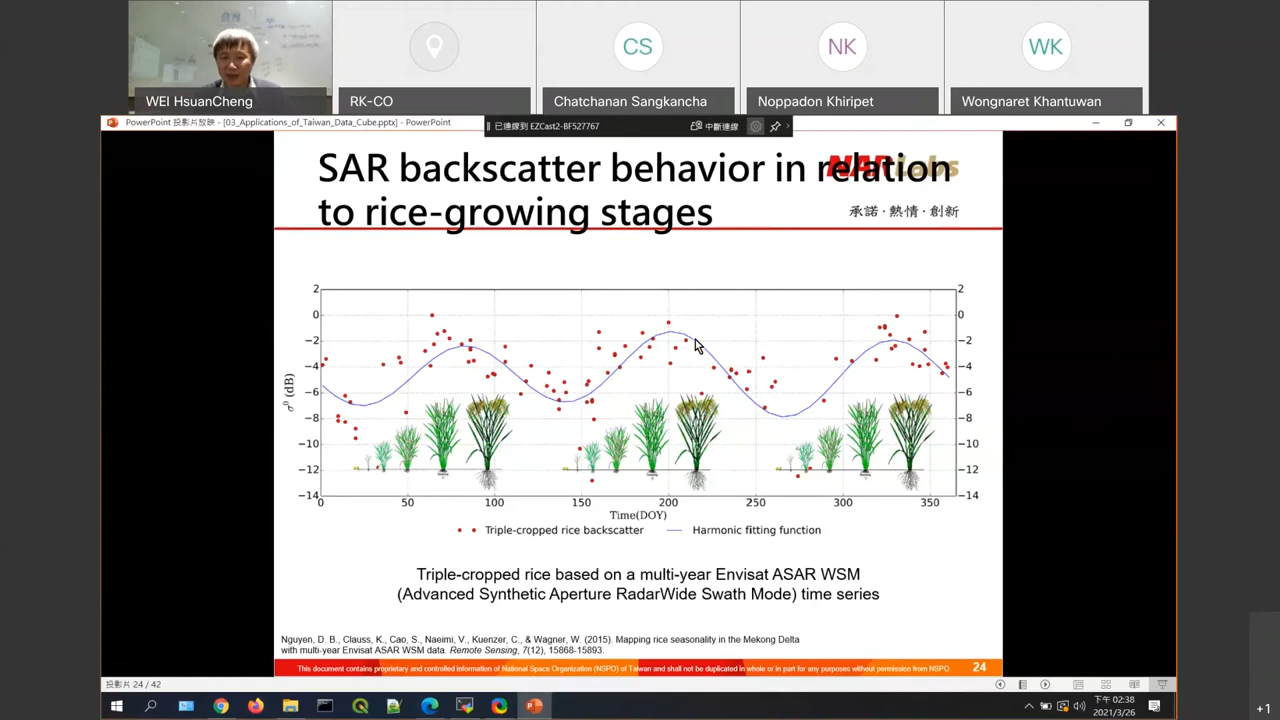 CS
NK
WK
WEI HsuanCheng
RK-CO
Chatchanan Sangkancha
Noppadon Khiripet
Wongnaret Khantuwan
PowerPoint 投影片放映 - [03_Applications_of_Taiwan_Data_Cube.pptx] - PowerPoint
已連線到 EZCast2-BF527767
中斷連線
SAR backscatter behavior in relation
to rice-growing stages
NARLabs
承諾·熱情·創新
2
0
−2
−4
−6
−8
−10
−12
−14
σ⁰ (dB)
2
0
−2
−4
−6
−8
−10
−12
−14
0 50 100 150 200 250 300 350
Time(DOY)
Triple-cropped rice backscatter
Harmonic fitting function
Triple-cropped rice based on a multi-year Envisat ASAR WSM
(Advanced Synthetic Aperture RadarWide Swath Mode) time series
Nguyen, D. B., Clauss, K., Cao, S., Naeimi, V., Kuenzer, C., & Wagner, W. (2015). Mapping rice seasonality in the Mekong Delta
with multi-year Envisat ASAR WSM data. Remote Sensing, 7(12), 15868-15893.
This document contains proprietary and controlled information of National Space Organization (NSPO) of Taiwan and shall not be duplicated in whole or in part for any purposes without permission from NSPO.
24
投影片 24 / 42
下午 02:38
2021/3/26
+1